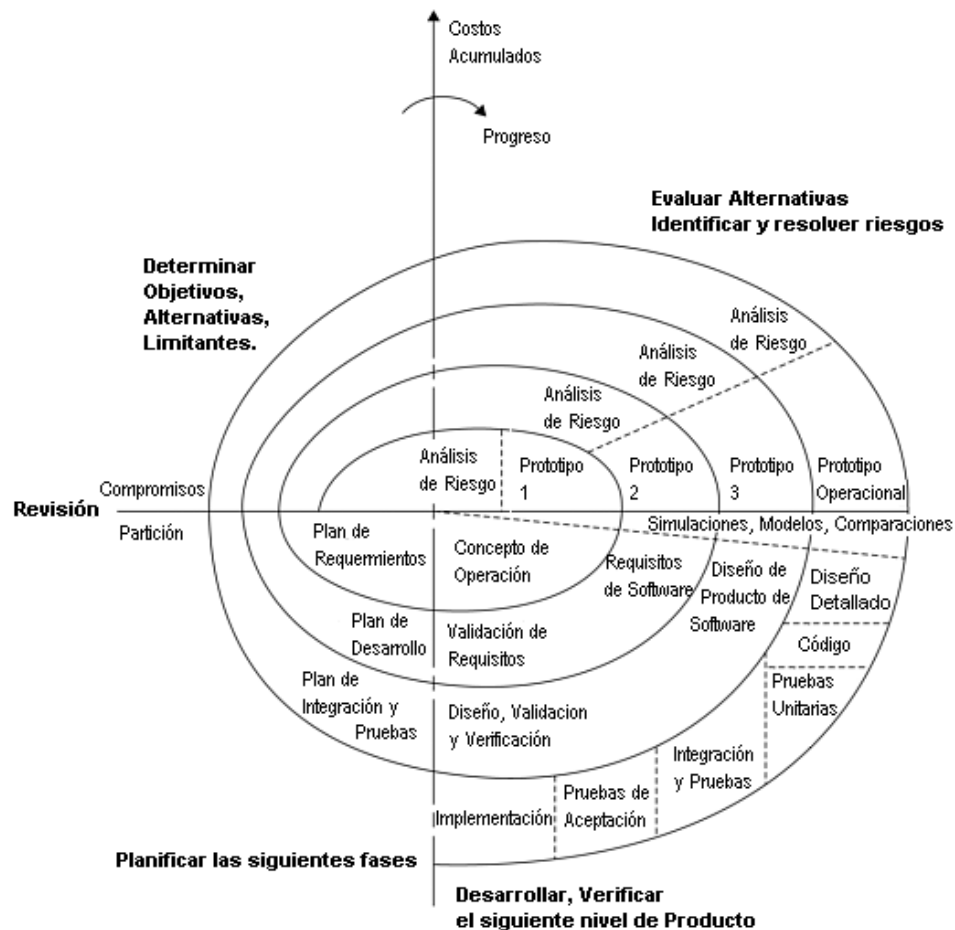 Costos
Acumulados
Progreso
Evaluar Alternativas
Identificar y resolver riesgos
Determinar
Objetivos,
Alternativas,
Limitantes.
Análisis
de Riesgo
Análisis
de Riesgo
Análisis
de Riesgo
Análisis
de Riesgo
Prototipo
1
Prototipo
2
Prototipo
3
Prototipo
Operacional
Revisión
Compromisos
Partición
Simulaciones, Modelos, Comparaciones
Plan de
Requermientos
Concepto de
Operación
Requisitos
de Software
Diseño de
Producto de
Software
Diseño
Detallado
Código
Pruebas
Unitarias
Plan de
Desarrollo
Validación de
Requisitos
Plan de
Integración y
Pruebas
Diseño, Validacion
y Verificación
Integración
y Pruebas
Pruebas de
Aceptación
Implementación
Planificar las siguientes fases
Desarrollar, Verificar
el siguiente nivel de Producto